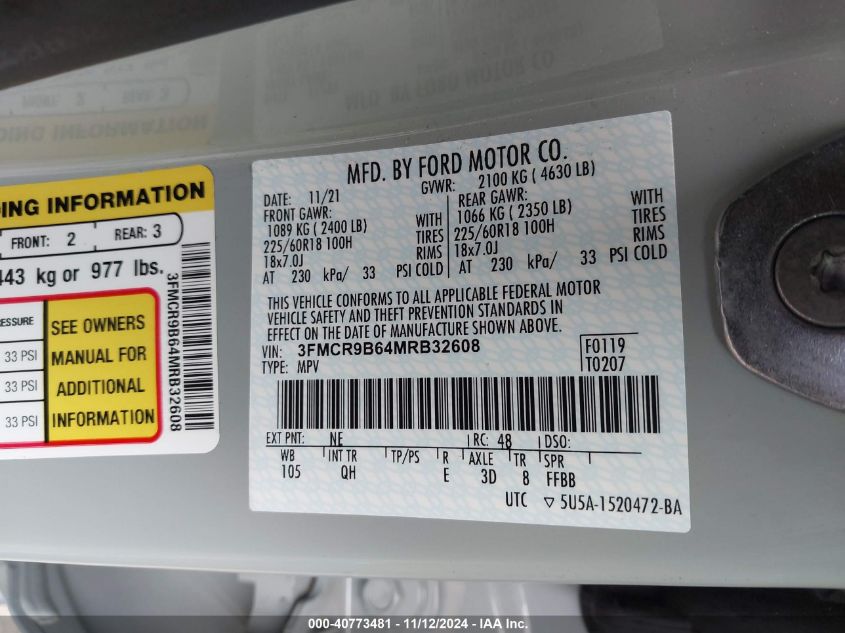 DING INFORMATION
FRONT: 2 REAR: 3
443 kg or 977 lbs.
RESSURE
33 PSI
33 PSI
33 PSI
SEE OWNERS
MANUAL FOR
ADDITIONAL
INFORMATION
3FMCR9B64MRB32608
MFD. BY FORD MOTOR CO.
DATE: 11/21 GVWR: 2100 KG ( 4630 LB)
FRONT GAWR: REAR GAWR:
1089 KG ( 2400 LB) WITH 1066 KG ( 2350 LB) WITH
225/60R18 100H TIRES 225/60R18 100H TIRES
18x7.0J RIMS 18x7.0J RIMS
AT 230 kPa/ 33 PSI COLD AT 230 kPa/ 33 PSI COLD
THIS VEHICLE CONFORMS TO ALL APPLICABLE FEDERAL MOTOR
VEHICLE SAFETY AND THEFT PREVENTION STANDARDS IN
EFFECT ON THE DATE OF MANUFACTURE SHOWN ABOVE.
VIN: 3FMCR9B64MRB32608 F0119
TYPE: MPV T0207
EXT PNT: NE RC: 48 DSO:
WB INT TR TP/PS R AXLE TR SPR
105 QH E 3D 8 FFBB
UTC ▽ 5U5A-1520472-BA
000-40773481 - 11/12/2024 - IAA Inc.